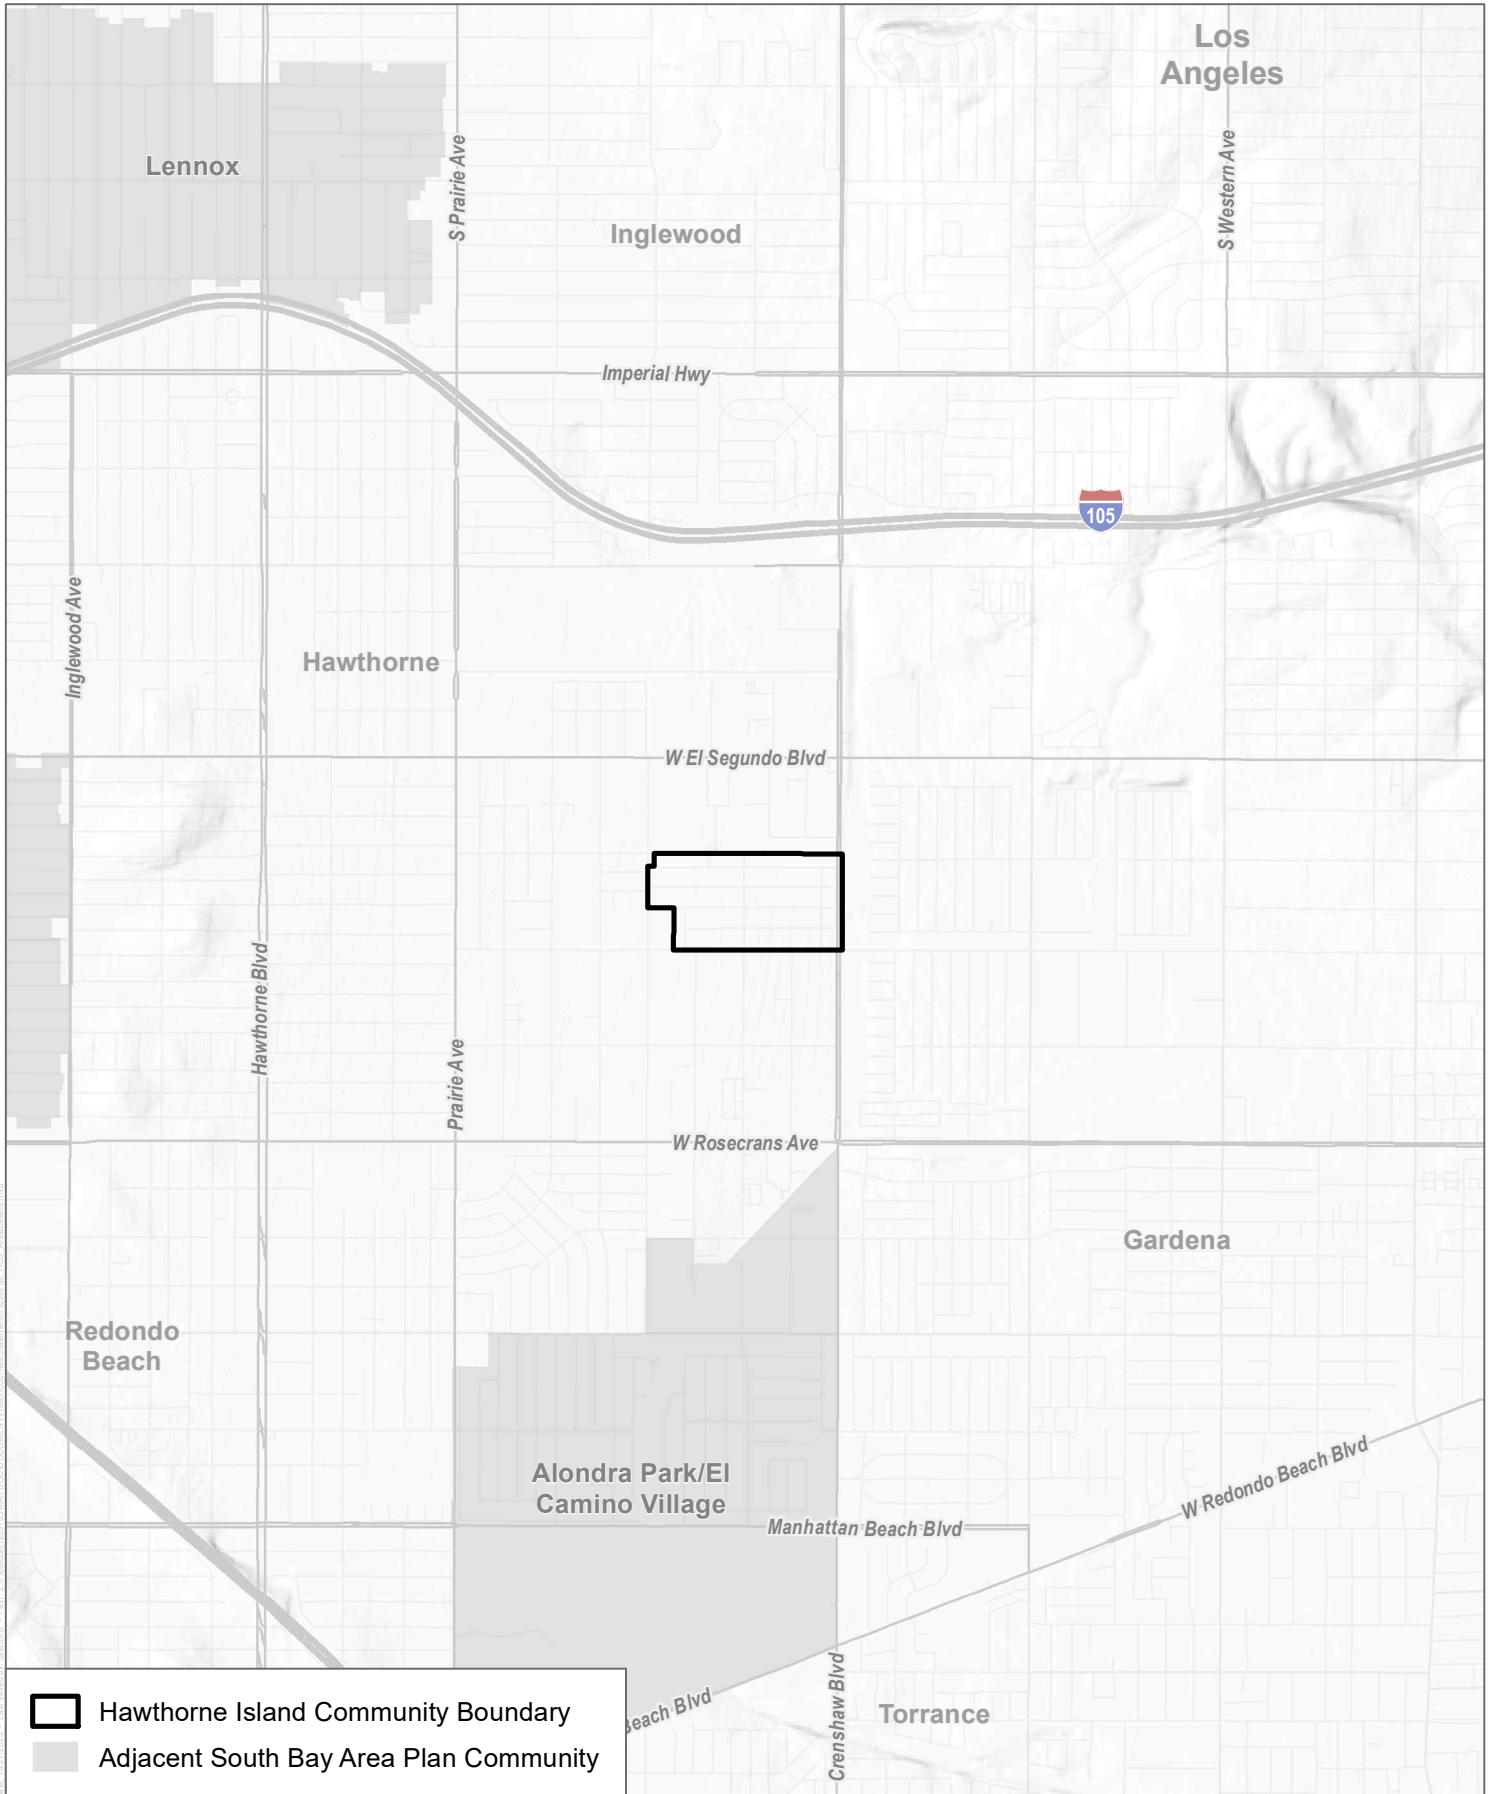 Los
Angeles
Lennox
S Prairie Ave
S Western Ave
Inglewood
Imperial Hwy
105
Inglewood Ave
Hawthorne
W El Segundo Blvd
Hawthorne Blvd
Prairie Ave
W Rosecrans Ave
Gardena
Redondo
Beach
W Redondo Beach Blvd
Alondra Park/El
Camino Village
Manhattan Beach Blvd
Crenshaw Blvd
Beach Blvd
Torrance
Hawthorne Island Community Boundary
Adjacent South Bay Area Plan Community